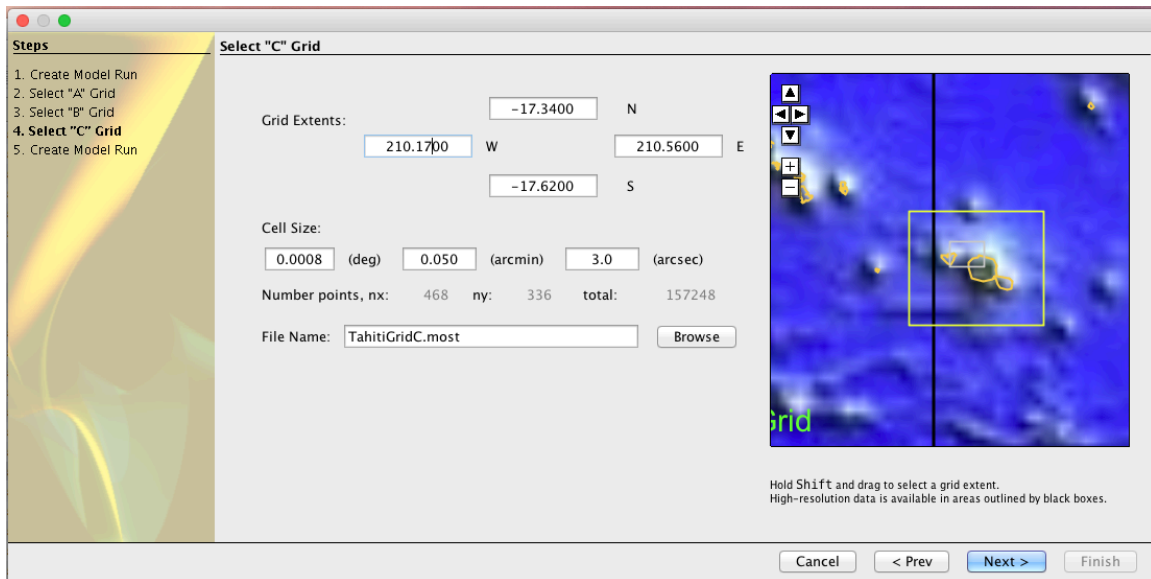 Steps
1. Create Model Run
2. Select "A" Grid
3. Select "B" Grid
4. Select "C" Grid
5. Create Model Run
Select "C" Grid
-17.3400 N
Grid Extents:
210.1700 W 210.5600 E
-17.6200 S
Cell Size:
0.0008 (deg) 0.050 (arcmin) 3.0 (arcsec)
Number points, nx: 468 ny: 336 total: 157248
File Name: TahitiGridC.most Browse
Grid
Hold Shift and drag to select a grid extent.
High-resolution data is available in areas outlined by black boxes.
Cancel < Prev Next > Finish